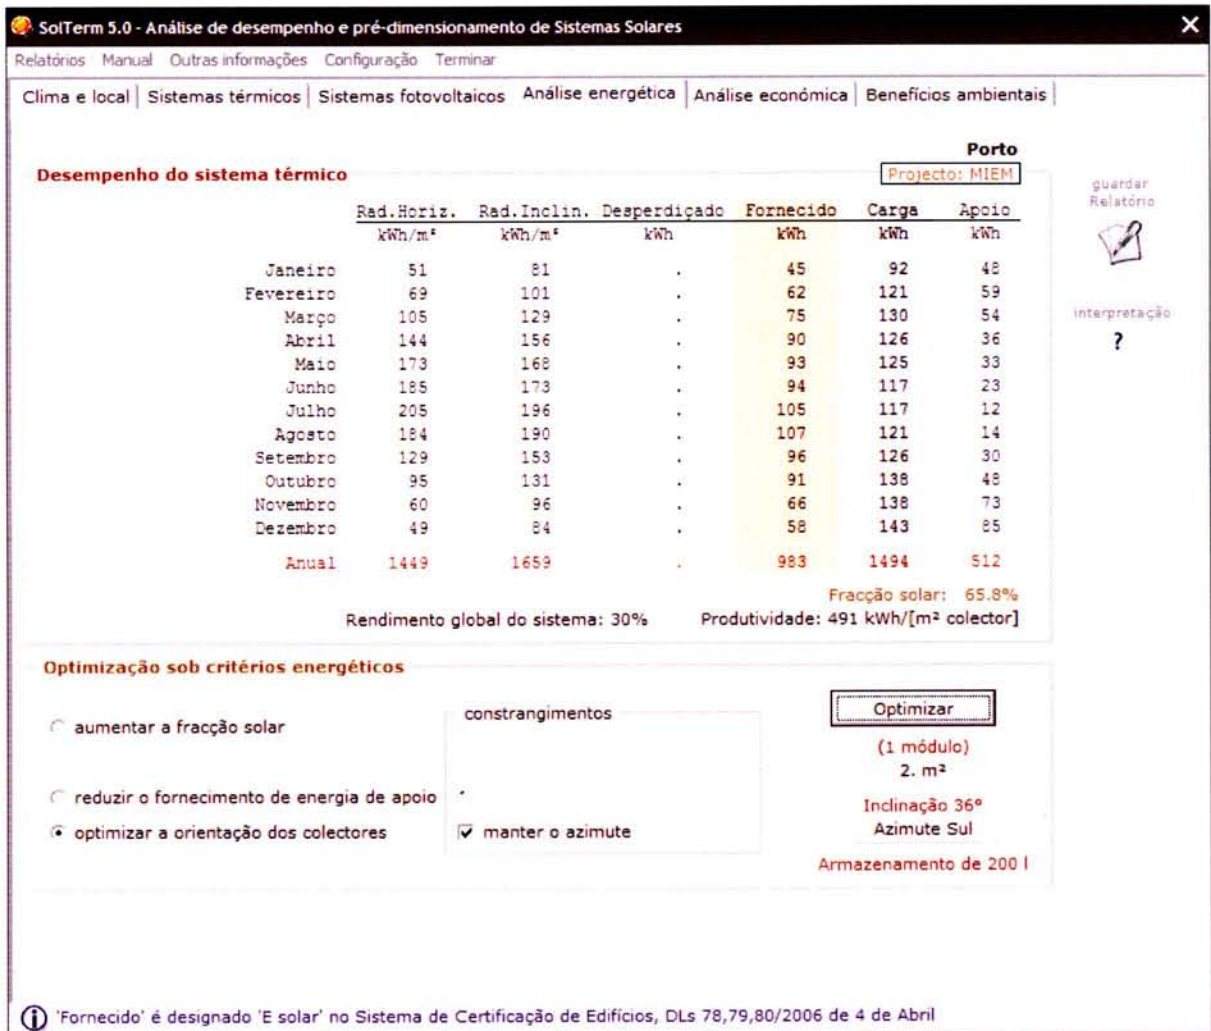 SolTerm 5.0 - Análise de desempenho e pré-dimensionamento de Sistemas Solares
Relatórios Manual Outras informações Configuração Terminar
Clima e local Sistemas térmicos Sistemas fotovoltaicos Análise energética Análise económica Benefícios ambientais
Porto
Desempenho do sistema térmico
Projecto: MIEM
guardar
Relatório
Rad.Horiz. Rad.Inclin. Desperdiçado Fornecido Carga Apoio
kWh/m² kWh/m² kWh kWh kWh kWh
Janeiro 51 81 . 45 92 48
Fevereiro 69 101 . 62 121 59
Março 105 129 . 75 130 54
interpretação
?
Abril 144 156 . 90 126 36
Maio 173 168 . 93 125 33
Junho 185 173 . 94 117 23
Julho 205 196 . 105 117 12
Agosto 184 190 . 107 121 14
Setembro 129 153 . 96 126 30
Outubro 95 131 . 91 138 48
Novembro 60 96 . 66 138 73
Dezembro 49 84 . 58 143 85
Anual 1449 1659 . 983 1494 512
Fracção solar: 65.8%
Rendimento global do sistema: 30% Produtividade: 491 kWh/[m² colector]
Optimização sob critérios energéticos
aumentar a fracção solar
reduzir o fornecimento de energia de apoio
optimizar a orientação dos colectores
constrangimentos
manter o azimute
Optimizar
(1 módulo)
2. m²
Inclinação 36º
Azimute Sul
Armazenamento de 200 l
'Fornecido' é designado 'E solar' no Sistema de Certificação de Edifícios, DLs 78,79,80/2006 de 4 de Abril